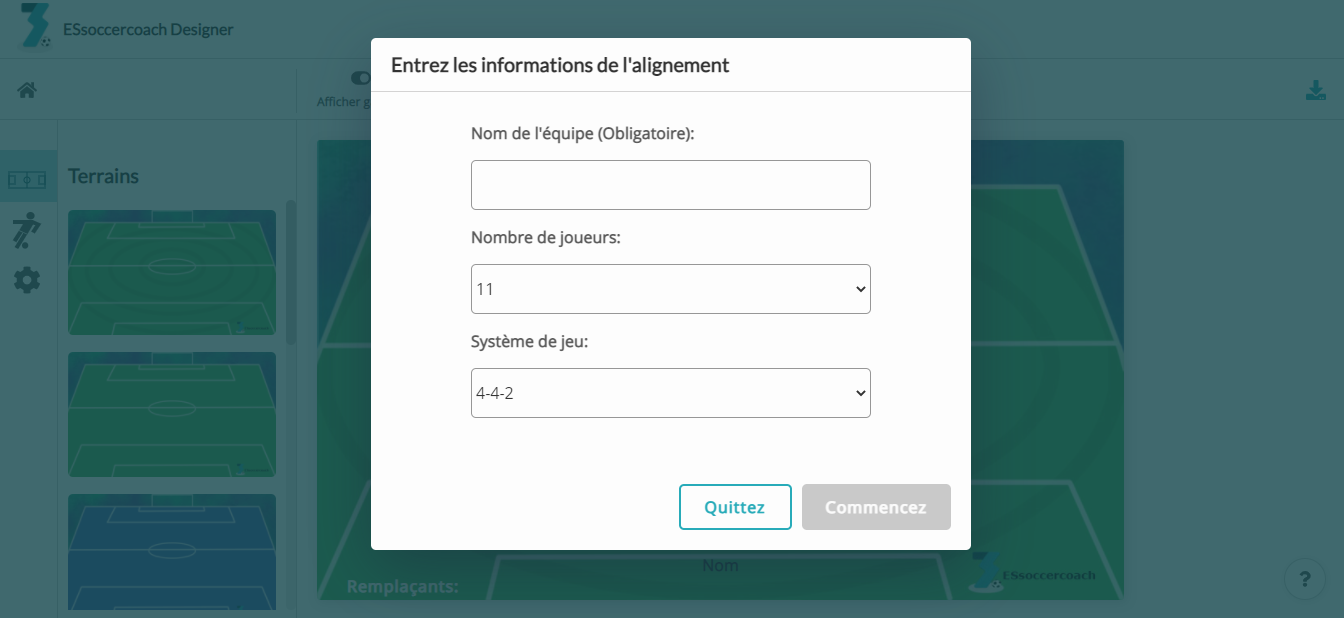 ESsoccercoach Designer
Entrez les informations de l'alignement
Afficher g
Nom de l'équipe (Obligatoire):
Terrains
Nombre de joueurs:
11
Système de jeu:
4-4-2
Quittez
Commencez
Nom
ESsoccercoach
Remplaçants:
?